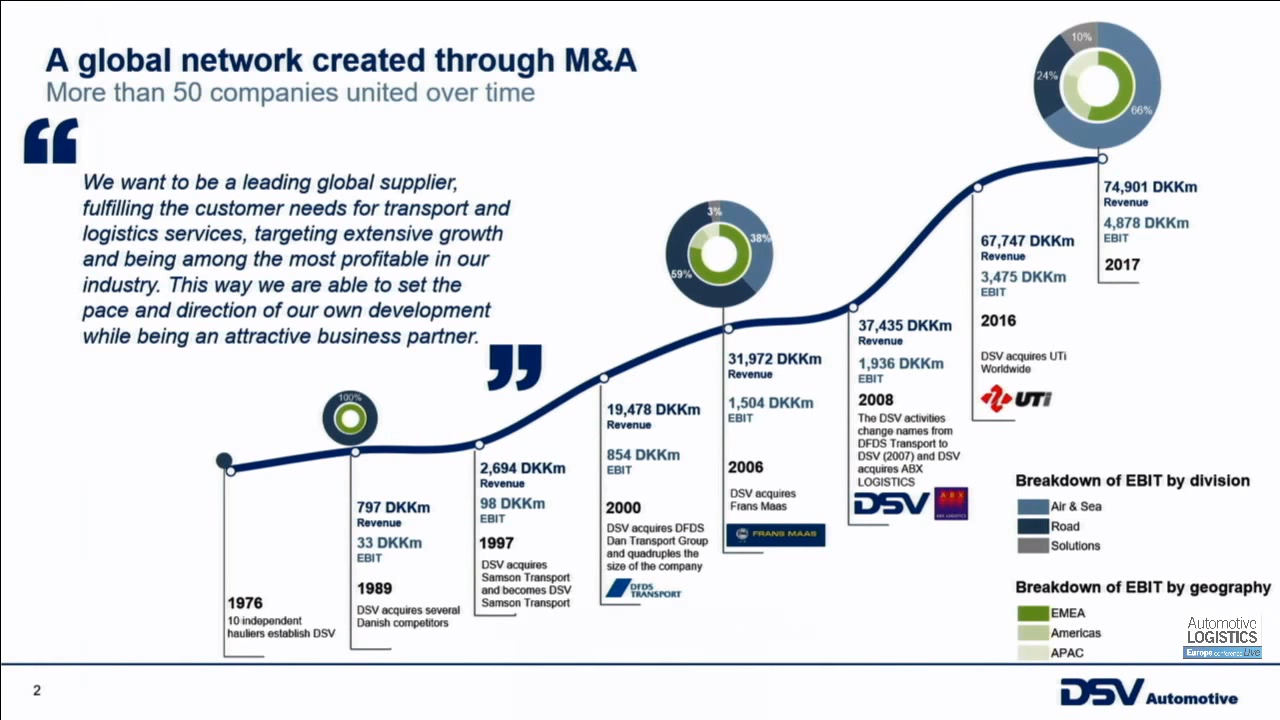 A global network created through M&A
More than 50 companies united over time
“
We want to be a leading global supplier,
fulfilling the customer needs for transport and
logistics services, targeting extensive growth
and being among the most profitable in our
industry. This way we are able to set the
pace and direction of our own development
while being an attractive business partner.
”
1976
10 independent
hauliers establish DSV
100%
797 DKKm
Revenue
33 DKKm
EBIT
1989
DSV acquires several
Danish competitors
2,694 DKKm
Revenue
98 DKKm
EBIT
1997
DSV acquires
Samson Transport
and becomes DSV
Samson Transport
19,478 DKKm
Revenue
854 DKKm
EBIT
2000
DSV acquires DFDS
Dan Transport Group
and quadruples the
size of the company
DFDS
TRANSPORT
3%
38%
59%
31,972 DKKm
Revenue
1,504 DKKm
EBIT
2006
DSV acquires
Frans Maas
FRANS MAAS
37,435 DKKm
Revenue
1,936 DKKm
EBIT
2008
The DSV activities
change names from
DFDS Transport to
DSV (2007) and DSV
acquires ABX
LOGISTICS
DSV
ABX
ABX LOGISTICS
67,747 DKKm
Revenue
3,475 DKKm
EBIT
2016
DSV acquires UTi
Worldwide
UTi
10%
24%
66%
74,901 DKKm
Revenue
4,878 DKKm
EBIT
2017
Breakdown of EBIT by division
Air & Sea
Road
Solutions
Breakdown of EBIT by geography
EMEA
Americas
APAC
Automotive
LOGISTICS
Europe conference Live
2
DSV Automotive